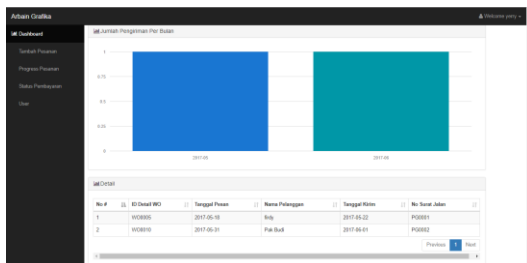 Arbain Grafika
Welcome yeny
Dashboard
Tambah Pesanan
Progress Pesanan
Status Pembayaran
User
Jumlah Pengiriman Per Bulan
1
0.75
0.5
0.25
0
2017-05
2017-06
Detail
No # ID Detail WO Tanggal Pesan Nama Pelanggan Tanggal Kirim No Surat Jalan
1 WO0005 2017-05-18 2017-05-22 PG0001
2 WO0010 2017-05-31 Pak Budi 2017-06-01 PG0002
Previous 1 Next